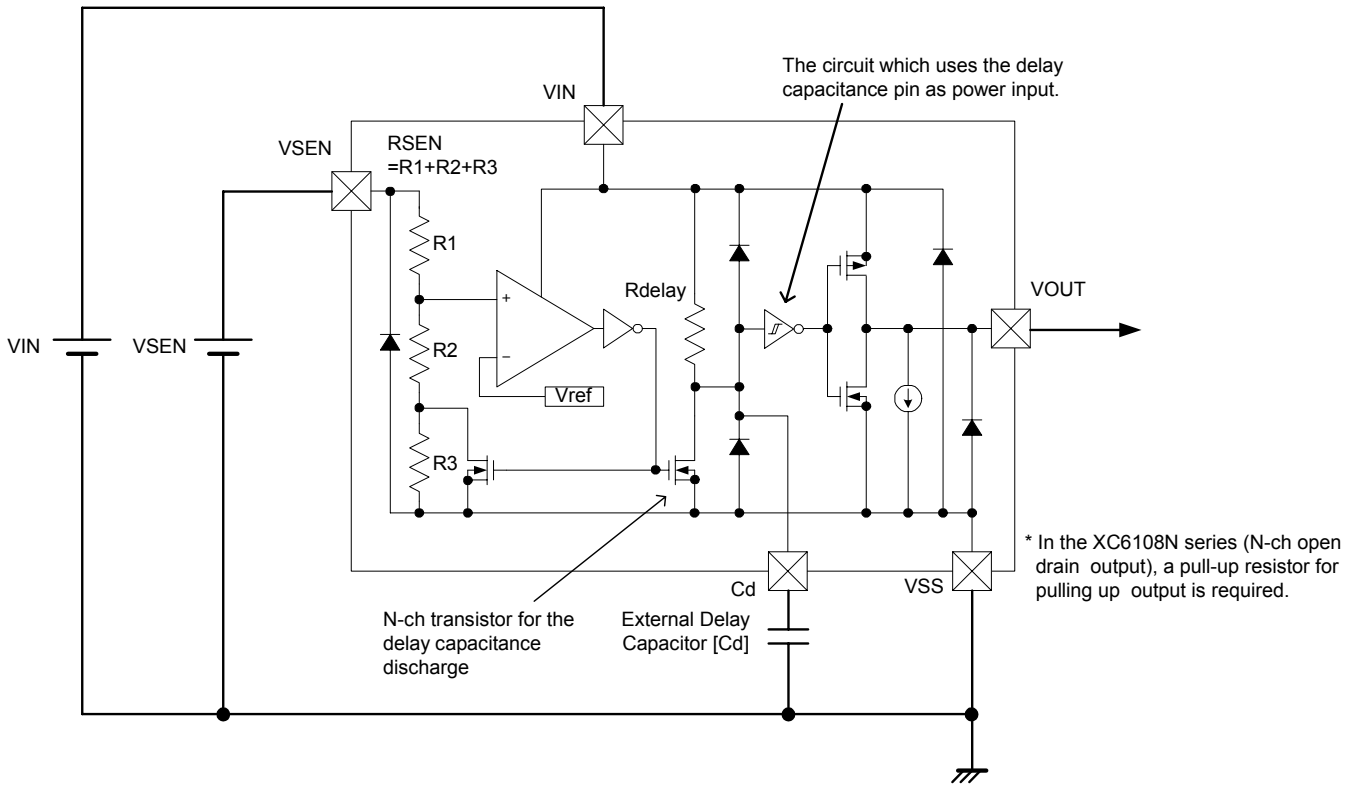 The circuit which uses the delay
capacitance pin as power input.
VIN
VSEN
RSEN
=R1+R2+R3
R1
+
Rdelay
VOUT
VIN
VSEN
R2
−
Vref
R3
* In the XC6108N series (N-ch open
drain output), a pull-up resistor for
pulling up output is required.
Cd
VSS
N-ch transistor for the
delay capacitance
discharge
External Delay
Capacitor [Cd]